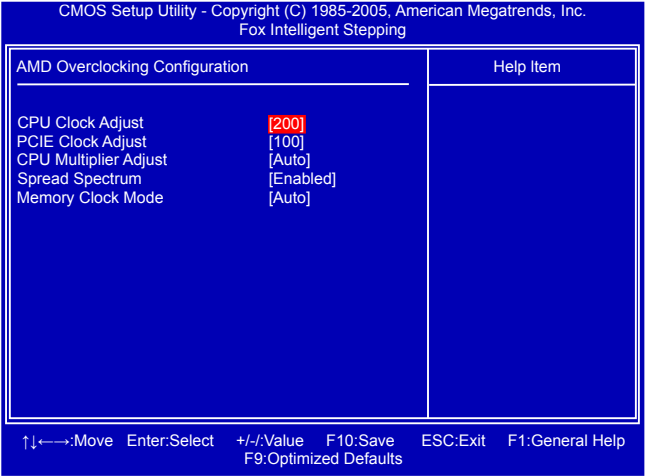 CMOS Setup Utility - Copyright (C) 1985-2005, American Megatrends, Inc.
Fox Intelligent Stepping
AMD Overclocking Configuration
Help Item
CPU Clock Adjust [200]
PCIE Clock Adjust [100]
CPU Multiplier Adjust [Auto]
Spread Spectrum [Enabled]
Memory Clock Mode [Auto]
↑↓←→:Move Enter:Select +/-/:Value F10:Save ESC:Exit F1:General Help
F9:Optimized Defaults